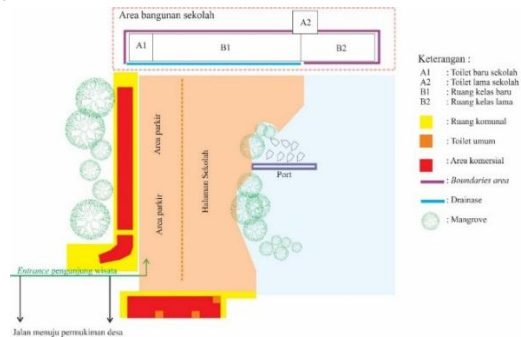 Area bangunan sekolah
A2
A1
B1
B2
Keterangan :
A1 : Toilet baru sekolah
A2 : Toilet lama sekolah
B1 : Ruang kelas baru
B2 : Ruang kelas lama
: Ruang komunal
: Toilet umum
: Area komersial
: Boundaries area
: Drainase
: Mangrove
Area parkir
Area parkir
Halaman Sekolah
Port
Entrance pengunjung wisata
Jalan menuju permukiman desa